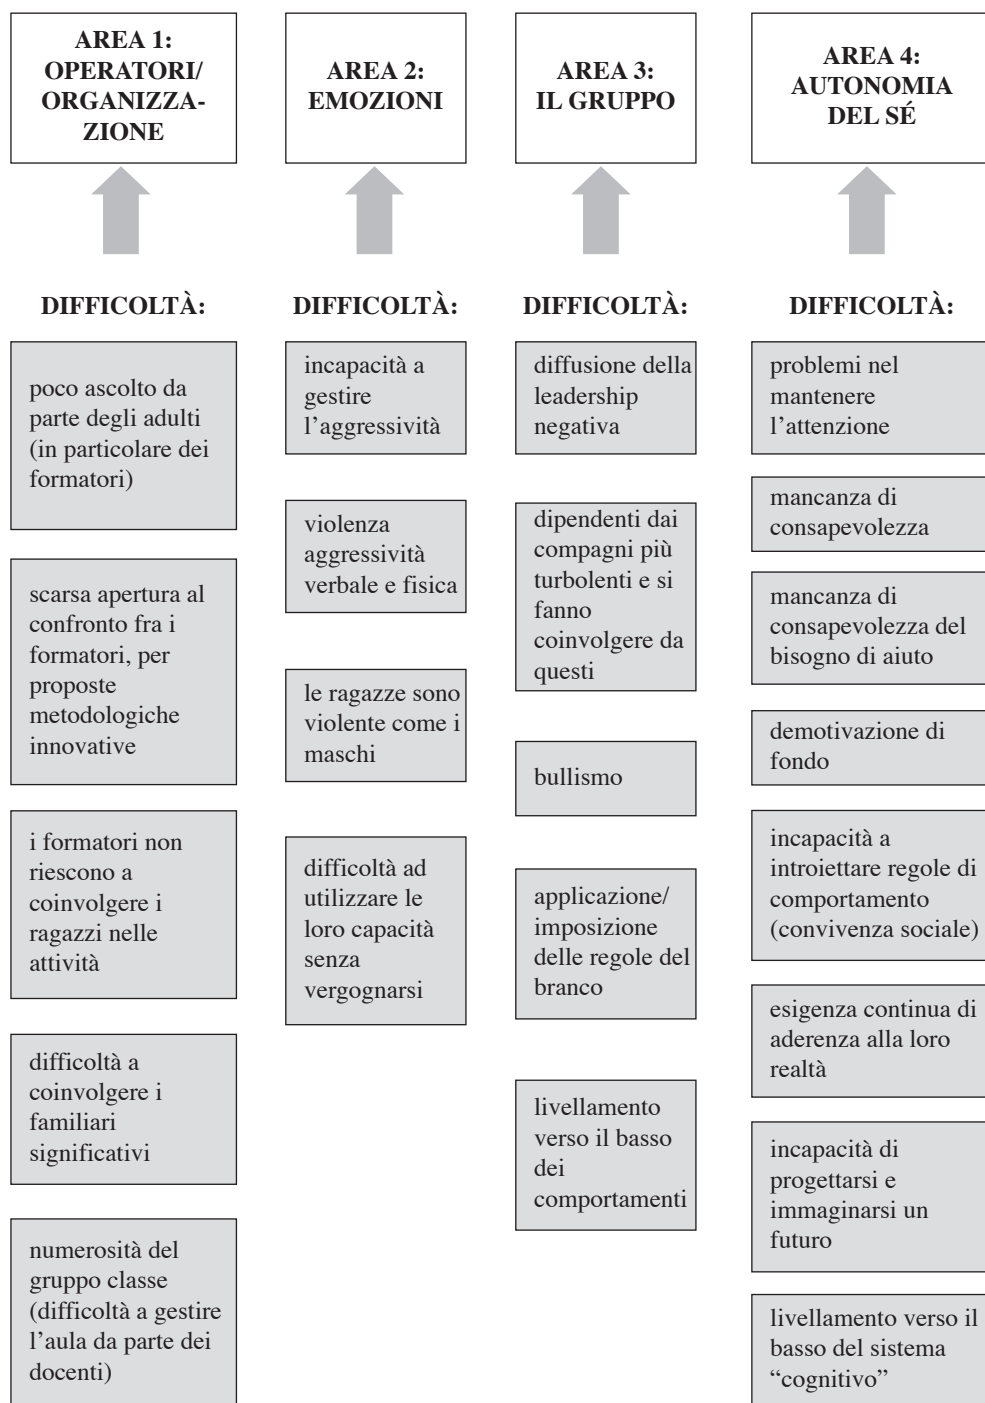 AREA 1:
OPERATORI/
ORGANIZZA-
ZIONE
AREA 2:
EMOZIONI
AREA 3:
IL GRUPPO
AREA 4:
AUTONOMIA
DEL SÉ
DIFFICOLTÀ:
poco ascolto da
parte degli adulti
(in particolare dei
formatori)
scarsa apertura al
confronto fra i
formatori, per
proposte
metodologiche
innovative
i formatori non
riescono a
coinvolgere i
ragazzi nelle
attività
difficoltà a
coinvolgere i
familiari
significativi
numerosità del
gruppo classe
(difficoltà a gestire
l’aula da parte dei
docenti)
DIFFICOLTÀ:
incapacità a
gestire
l’aggressività
violenza
aggressività
verbale e fisica
le ragazze sono
violente come i
maschi
difficoltà ad
utilizzare le
loro capacità
senza
vergognarsi
DIFFICOLTÀ:
diffusione della
leadership
negativa
dipendenti dai
compagni più
turbolenti e si
fanno
coinvolgere da
questi
bullismo
applicazione/
imposizione
delle regole del
branco
livellamento
verso il basso
dei
comportamenti
DIFFICOLTÀ:
problemi nel
mantenere
l’attenzione
mancanza di
consapevolezza
mancanza di
consapevolezza del
bisogno di aiuto
demotivazione di
fondo
incapacità a
introiettare regole di
comportamento
(convivenza sociale)
esigenza continua di
aderenza alla loro
realtà
incapacità di
progettarsi e
immaginarsi un
futuro
livellamento verso il
basso del sistema
“cognitivo”